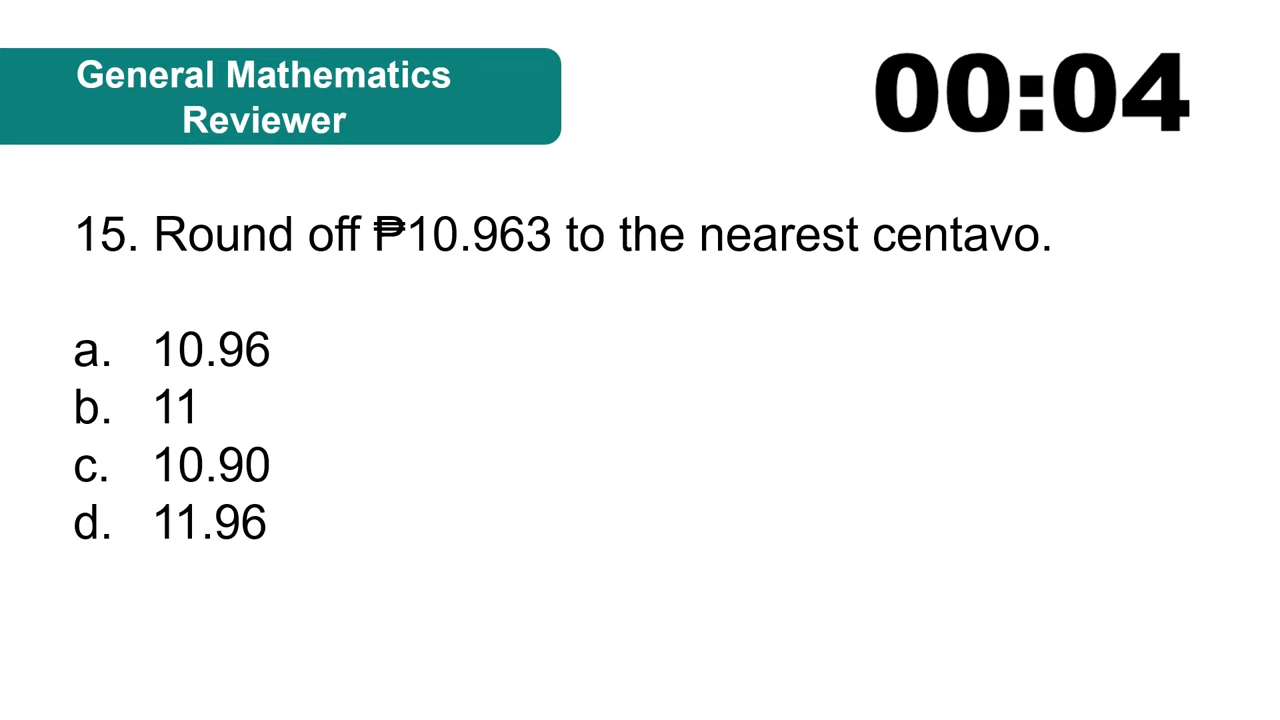 General Mathematics
Reviewer
00:04
15. Round off ₱10.963 to the nearest centavo.
a. 10.96
b. 11
c. 10.90
d. 11.96